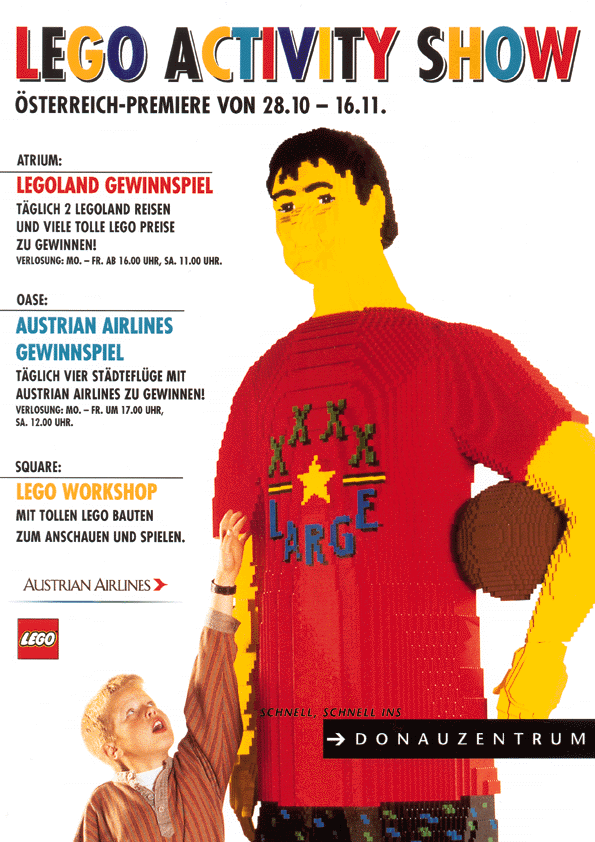 LEGO ACTIVITY SHOW
ÖSTERREICH-PREMIERE VON 28.10 – 16.11.
ATRIUM:
LEGOLAND GEWINNSPIEL
TÄGLICH 2 LEGOLAND REISEN
UND VIELE TOLLE LEGO PREISE
ZU GEWINNEN!
VERLOSUNG: MO. – FR. AB 16.00 UHR, SA. 11.00 UHR.
OASE:
AUSTRIAN AIRLINES
GEWINNSPIEL
TÄGLICH VIER STÄDTEFLÜGE MIT
AUSTRIAN AIRLINES ZU GEWINNEN!
VERLOSUNG: MO. – FR. UM 17.00 UHR,
SA. 12.00 UHR.
SQUARE:
LEGO WORKSHOP
MIT TOLLEN LEGO BAUTEN
ZUM ANSCHAUEN UND SPIELEN.
AUSTRIAN AIRLINES
LEGO
XXXX
LARGE
SCHNELL, SCHNELL INS
→ DONAUZENTRUM